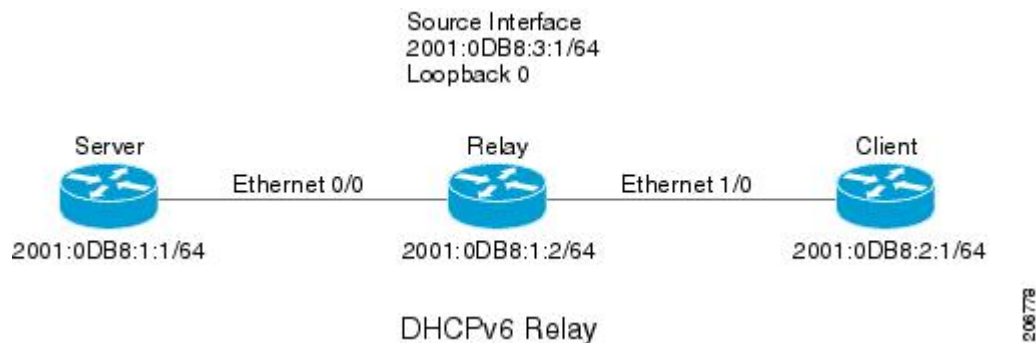 Source Interface
2001:0DB8:3:1/64
Loopback 0
Server
Relay
Client
Ethernet 0/0
Ethernet 1/0
2001:0DB8:1:1/64
2001:0DB8:1:2/64
2001:0DB8:2:1/64
DHCPv6 Relay
206779